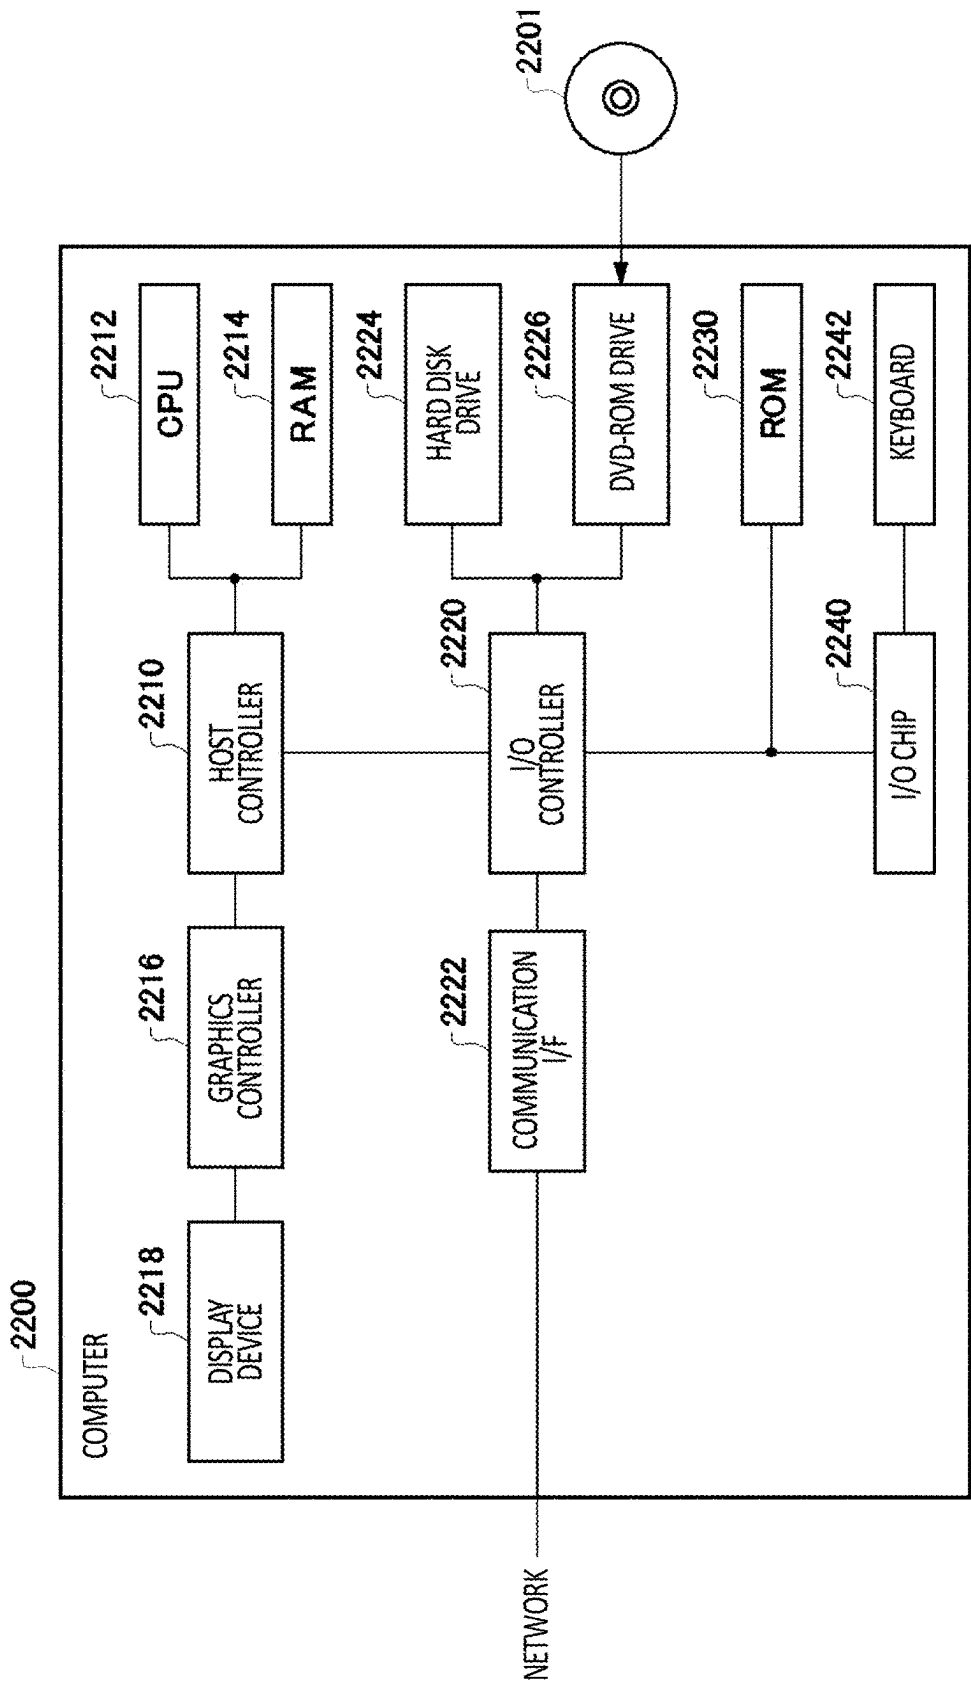 2200
COMPUTER
2218
DISPLAY
DEVICE
2216
GRAPHICS
CONTROLLER
2210
HOST
CONTROLLER
2212
CPU
2214
RAM
2222
COMMUNICATION
I/F
2220
I/O
CONTROLLER
2224
HARD DISK
DRIVE
2226
DVD-ROM DRIVE
2201
NETWORK
2230
ROM
2240
I/O CHIP
2242
KEYBOARD